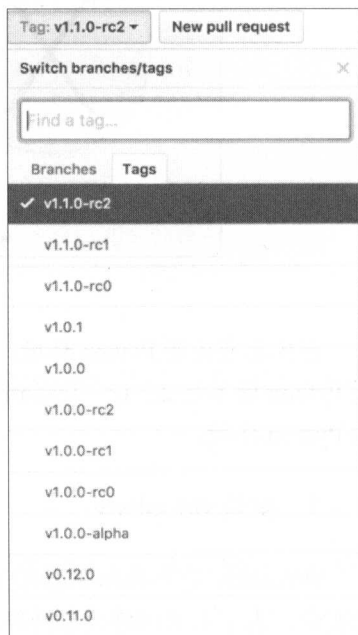 Tag: v1.1.0-rc2 New pull request
Switch branches/tags
Find a tag...
Branches Tags
v1.1.0-rc2
v1.1.0-rc1
v1.1.0-rc0
v1.0.1
v1.0.0
v1.0.0-rc2
v1.0.0-rc1
v1.0.0-rc0
v1.0.0-alpha
v0.12.0
v0.11.0